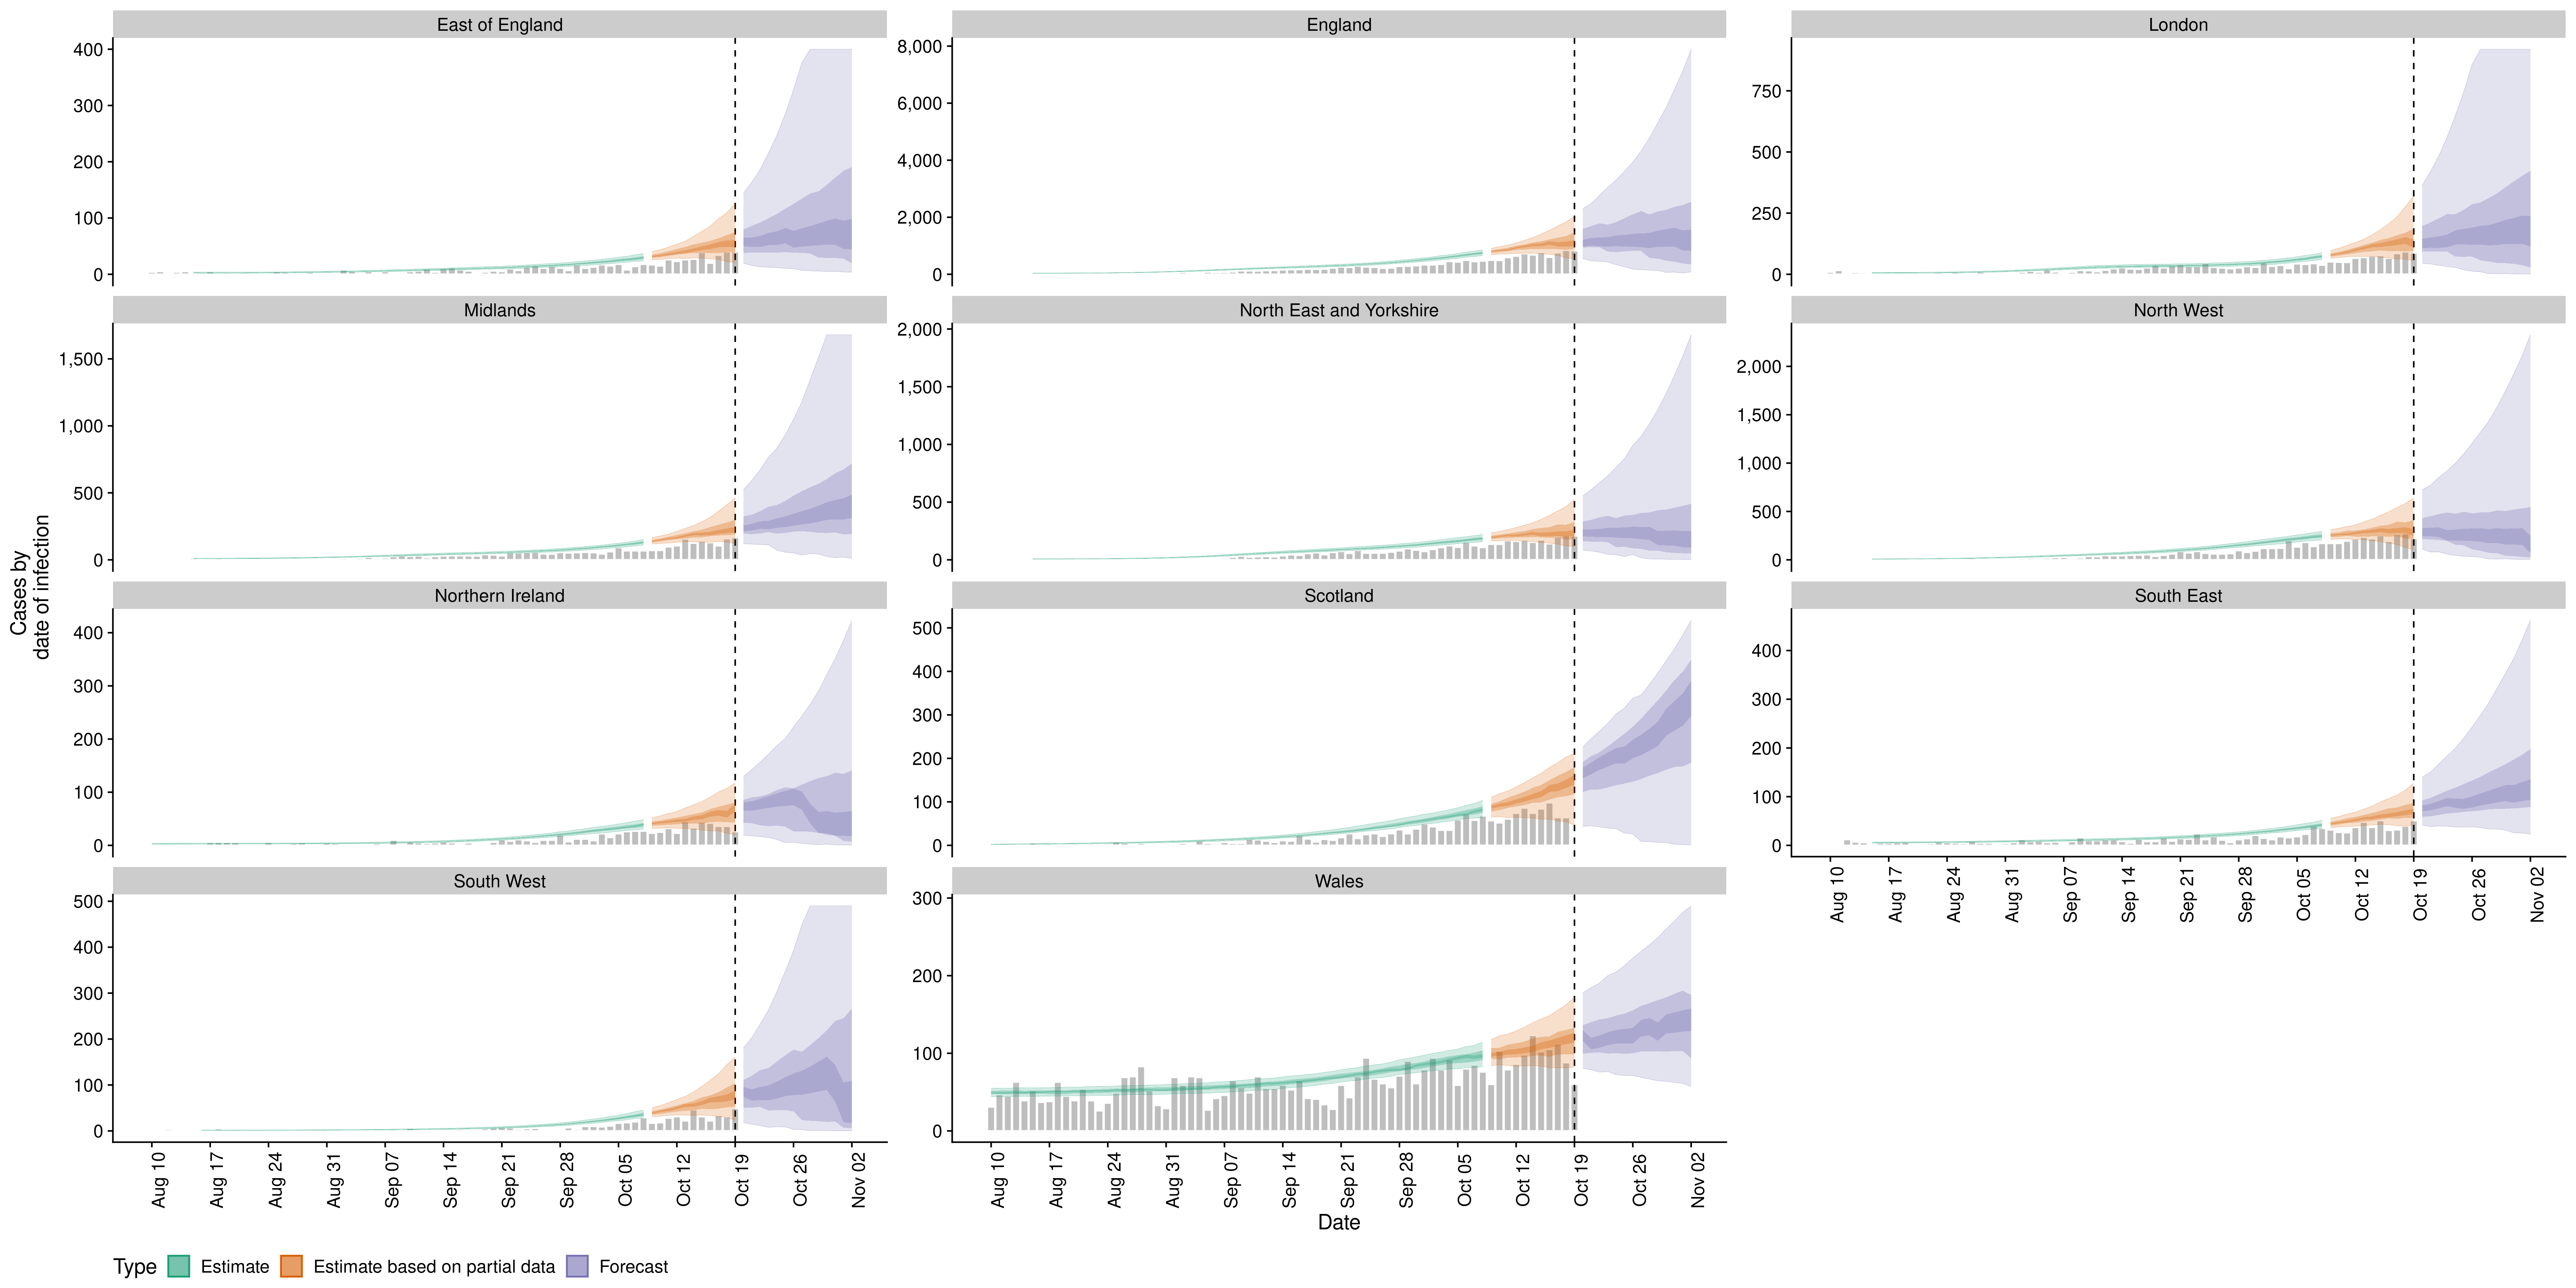 East of England
England
London
400
300
200
100
0
8,000
6,000
4,000
2,000
0
750
500
250
0
Midlands
North East and Yorkshire
North West
1,500
1,000
500
0
2,000
1,500
1,000
500
0
2,000
1,500
1,000
500
0
Cases by
date of infection
Northern Ireland
Scotland
South East
400
300
200
100
0
500
400
300
200
100
0
400
300
200
100
0
Aug 10
Aug 17
Aug 24
Aug 31
Sep 07
Sep 14
Sep 21
Sep 28
Oct 05
Oct 12
Oct 19
Oct 26
Nov 02
South West
Wales
500
400
300
200
100
0
300
200
100
0
Aug 10
Aug 17
Aug 24
Aug 31
Sep 07
Sep 14
Sep 21
Sep 28
Oct 05
Oct 12
Oct 19
Oct 26
Nov 02
Aug 10
Aug 17
Aug 24
Aug 31
Sep 07
Sep 14
Sep 21
Sep 28
Oct 05
Oct 12
Oct 19
Oct 26
Nov 02
Date
Type Estimate Estimate based on partial data Forecast